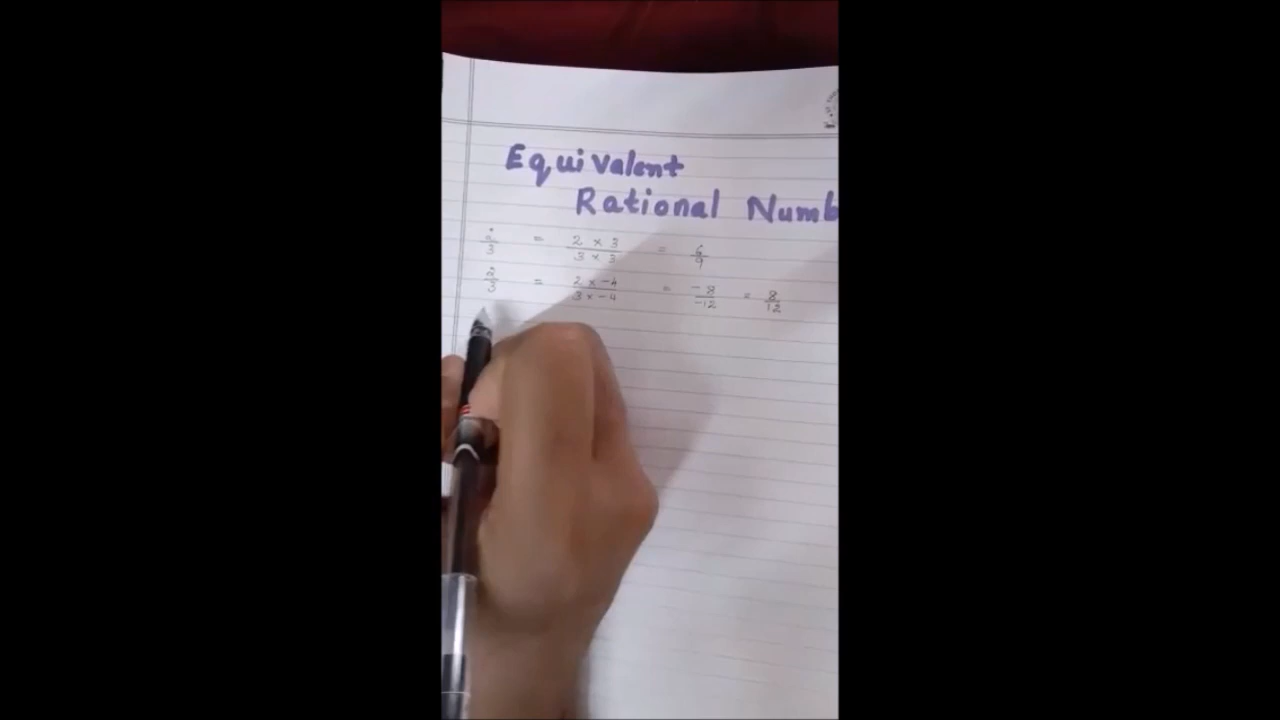 Equivalent
Rational Numb
2/3 = 2 × 3 / 3 × 3 = 6/9
2/3 = 2 × -4 / 3 × -4 = -8/-12 = 8/12